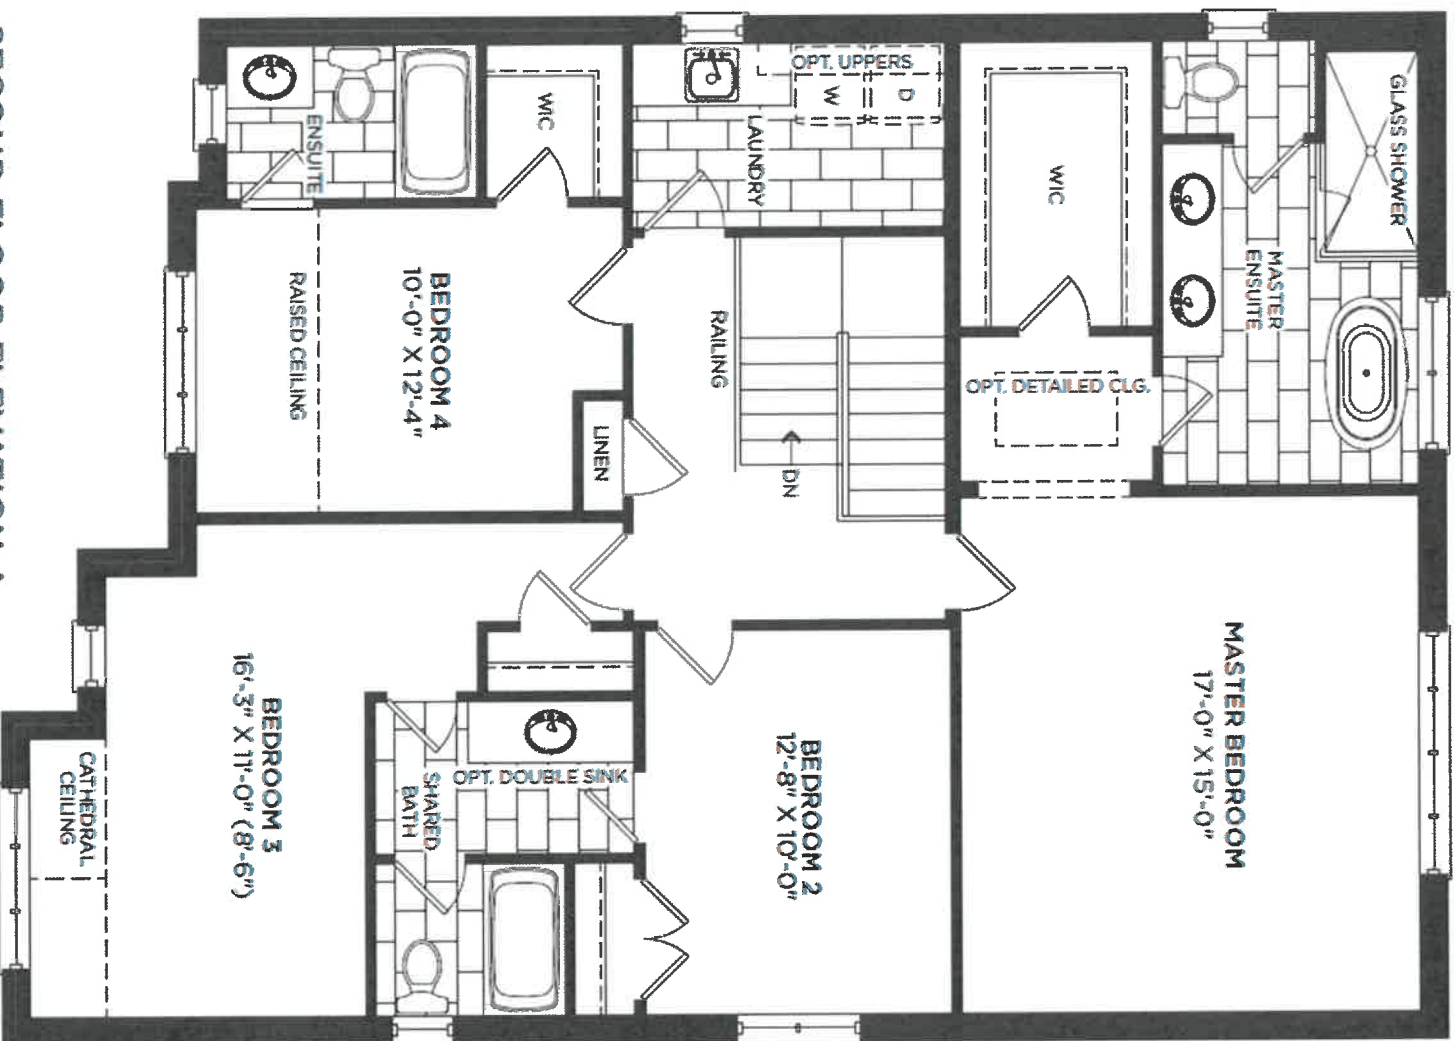 GLASS SHOWER
MASTER
ENSUITE
WIC
OPT. DETAILED CLG.
MASTER BEDROOM
17'-0" X 15'-0"
OPT. UPPERS
D
W
LAUNDRY
RAILING
DN
BEDROOM 2
12'-8" X 10'-0"
WIC
LINEN
OPT. DOUBLE SINK
SHARED
BATH
BEDROOM 4
10'-0" X 12'-4"
ENSUITE
RAISED CEILING
BEDROOM 3
16'-3" X 11'-0" (8'-6")
CATHEDRAL
CEILING